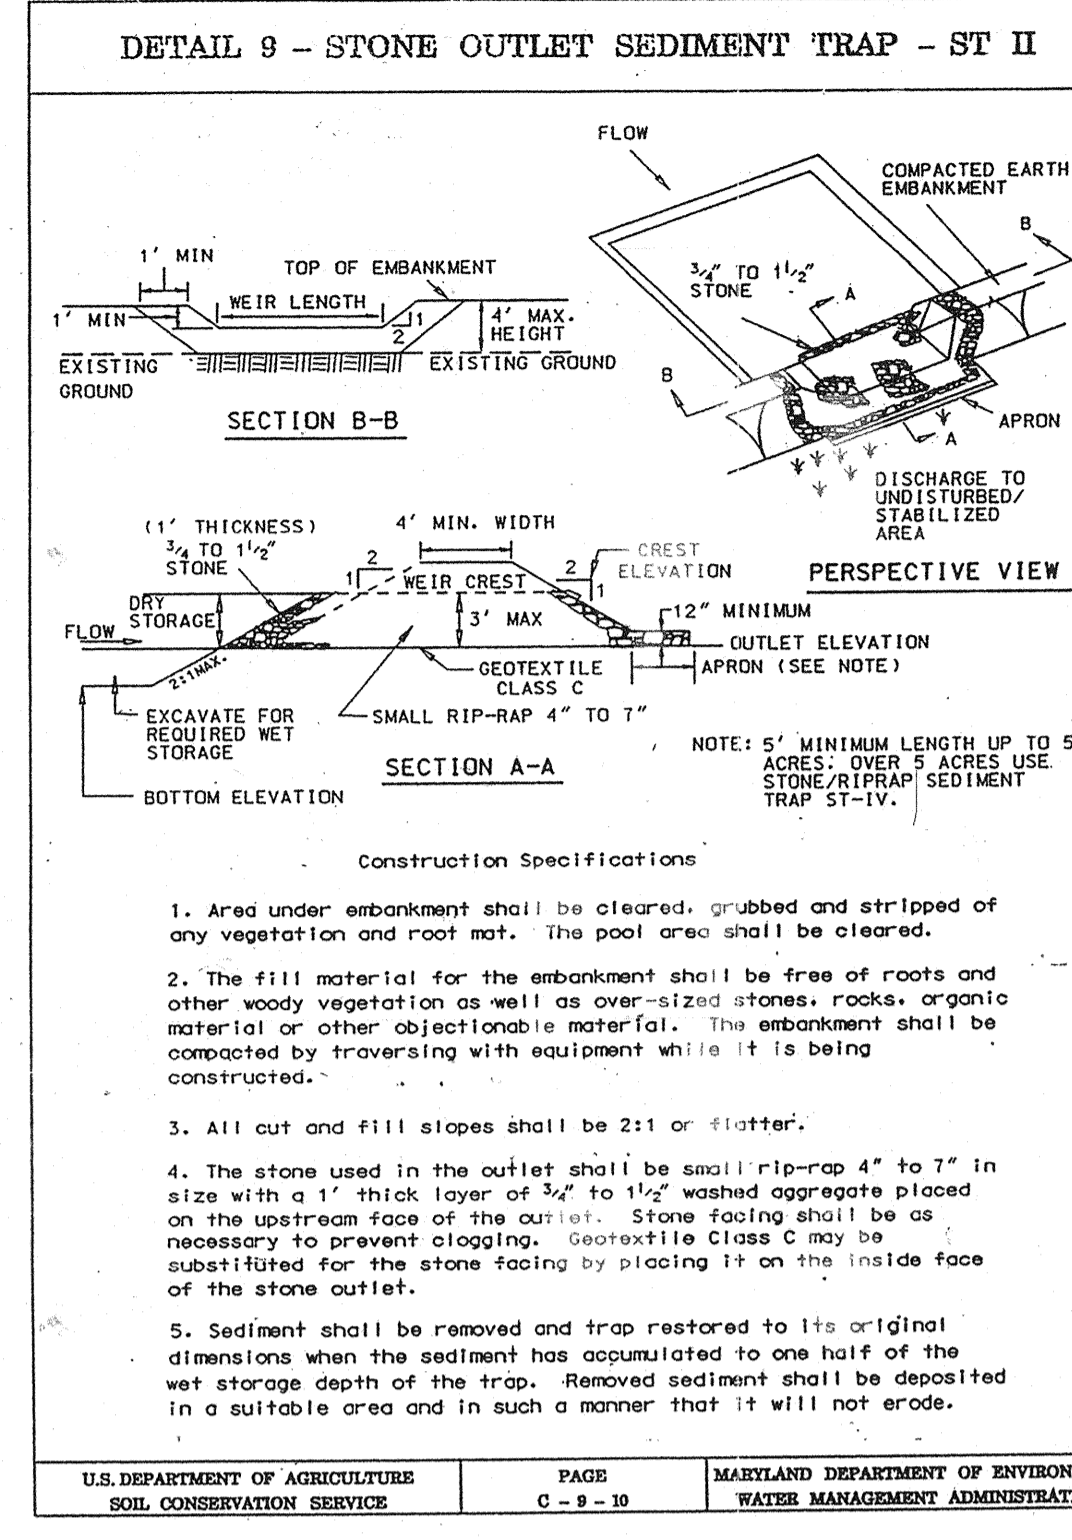 DETAIL 9 - STONE OUTLET SEDIMENT TRAP - ST II
FLOW
COMPACTED EARTH
EMBANKMENT
B
3/4" TO 1 1/2"
STONE
A
B
A
APRON
DISCHARGE TO
UNDISTURBED/
STABILIZED
AREA
PERSPECTIVE VIEW
1' MIN
TOP OF EMBANKMENT
WEIR LENGTH
1' MIN
1
2
4' MAX.
HEIGHT
EXISTING
GROUND
EXISTING GROUND
SECTION B-B
(1' THICKNESS)
3/4 TO 1 1/2"
STONE
4' MIN. WIDTH
2
1
WEIR CREST
2
1
CREST
ELEVATION
DRY
STORAGE
FLOW
3' MAX
12" MINIMUM
OUTLET ELEVATION
APRON (SEE NOTE)
2:1 MAX.
GEOTEXTILE
CLASS C
EXCAVATE FOR
REQUIRED WET
STORAGE
SMALL RIP-RAP 4" TO 7"
BOTTOM ELEVATION
SECTION A-A
NOTE: 5' MINIMUM LENGTH UP TO 5
ACRES. OVER 5 ACRES USE
STONE/RIPRAP SEDIMENT
TRAP ST-IV.
Construction Specifications
1. Area under embankment shall be cleared, grubbed and stripped of
any vegetation and root mat. The pool area shall be cleared.
2. The fill material for the embankment shall be free of roots and
other woody vegetation as well as over-sized stones, rocks, organic
material or other objectionable material. The embankment shall be
compacted by traversing with equipment while it is being
constructed.
3. All cut and fill slopes shall be 2:1 or flatter.
4. The stone used in the outlet shall be small rip-rap 4" to 7" in
size with a 1' thick layer of 3/4" to 1 1/2" washed aggregate placed
on the upstream face of the outlet. Stone facing shall be as
necessary to prevent clogging. Geotextile Class C may be
substituted for the stone facing by placing it on the inside face
of the stone outlet.
5. Sediment shall be removed and trap restored to its original
dimensions when the sediment has accumulated to one half of the
wet storage depth of the trap. Removed sediment shall be deposited
in a suitable area and in such a manner that it will not erode.
U.S. DEPARTMENT OF AGRICULTURE
SOIL CONSERVATION SERVICE
PAGE
C - 9 - 10
MARYLAND DEPARTMENT OF ENVIRON
WATER MANAGEMENT ADMINISTRAT